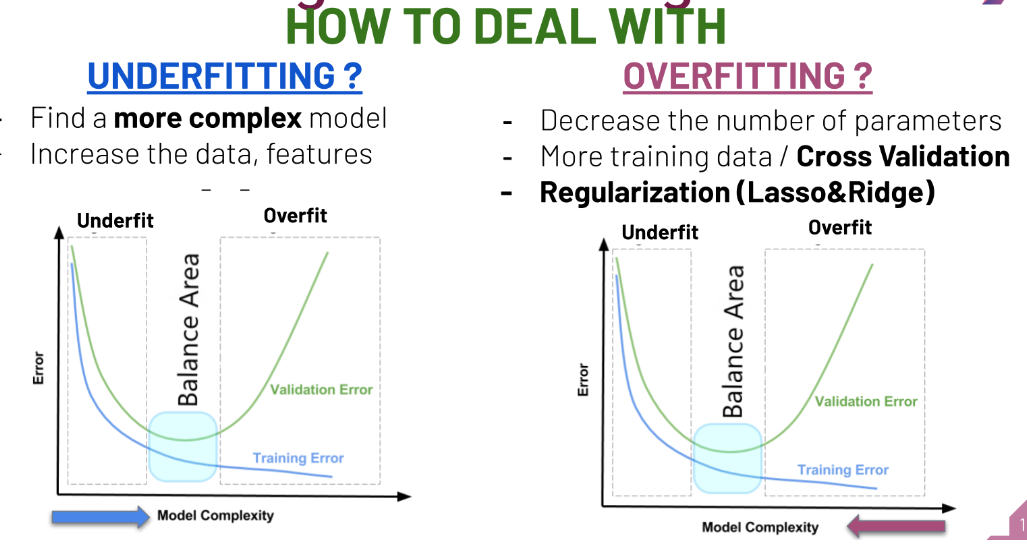 HOW TO DEAL WITH
UNDERFITTING ?
- Find a more complex model
- Increase the data, features
Underfit
Overfit
Balance Area
Error
Validation Error
Training Error
Model Complexity
OVERFITTING ?
- Decrease the number of parameters
- More training data / Cross Validation
- Regularization (Lasso&Ridge)
Underfit
Overfit
Balance Area
Error
Validation Error
Training Error
Model Complexity
1